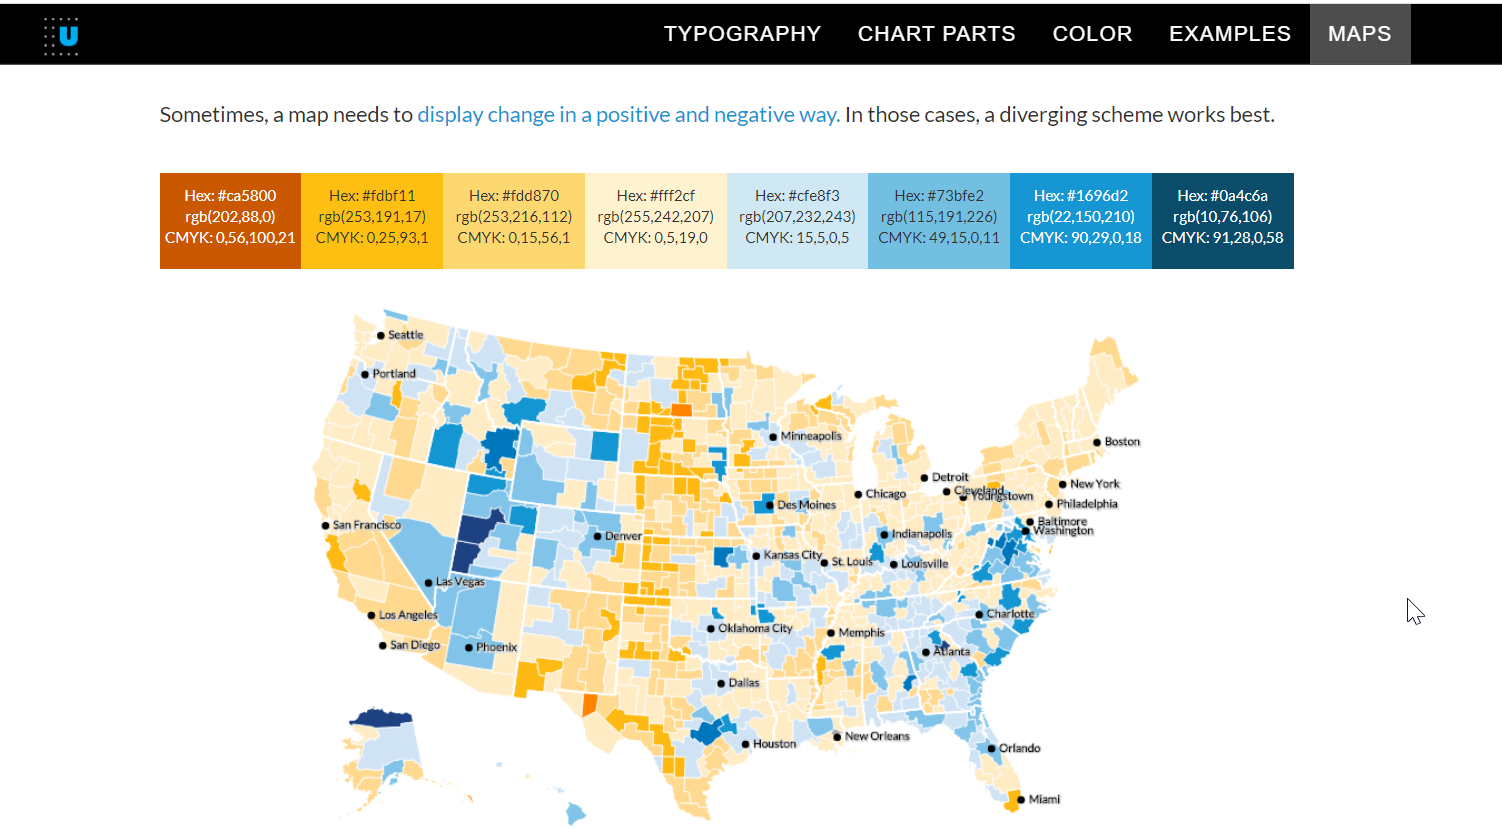 U
TYPOGRAPHY CHART PARTS COLOR EXAMPLES MAPS
Sometimes, a map needs to display change in a positive and negative way. In those cases, a diverging scheme works best.
Hex: #ca5800
rgb(202,88,0)
CMYK: 0,56,100,21
Hex: #fdbf11
rgb(253,191,17)
CMYK: 0,25,93,1
Hex: #fdd870
rgb(253,216,112)
CMYK: 0,15,56,1
Hex: #fff2cf
rgb(255,242,207)
CMYK: 0,5,19,0
Hex: #cfe8f3
rgb(207,232,243)
CMYK: 15,5,0,5
Hex: #73bfe2
rgb(115,191,226)
CMYK: 49,15,0,11
Hex: #1696d2
rgb(22,150,210)
CMYK: 90,29,0,18
Hex: #0a4c6a
rgb(10,76,106)
CMYK: 91,28,0,58
Seattle
Portland
Minneapolis
Boston
Detroit
New York
Cleveland
Chicago
Youngstown
Des Moines
Philadelphia
Baltimore
San Francisco
Washington
Denver
Indianapolis
Kansas City
St. Louis
Louisville
Las Vegas
Los Angeles
Charlotte
Oklahoma City
Memphis
San Diego
Phoenix
Atlanta
Dallas
New Orleans
Houston
Orlando
Miami